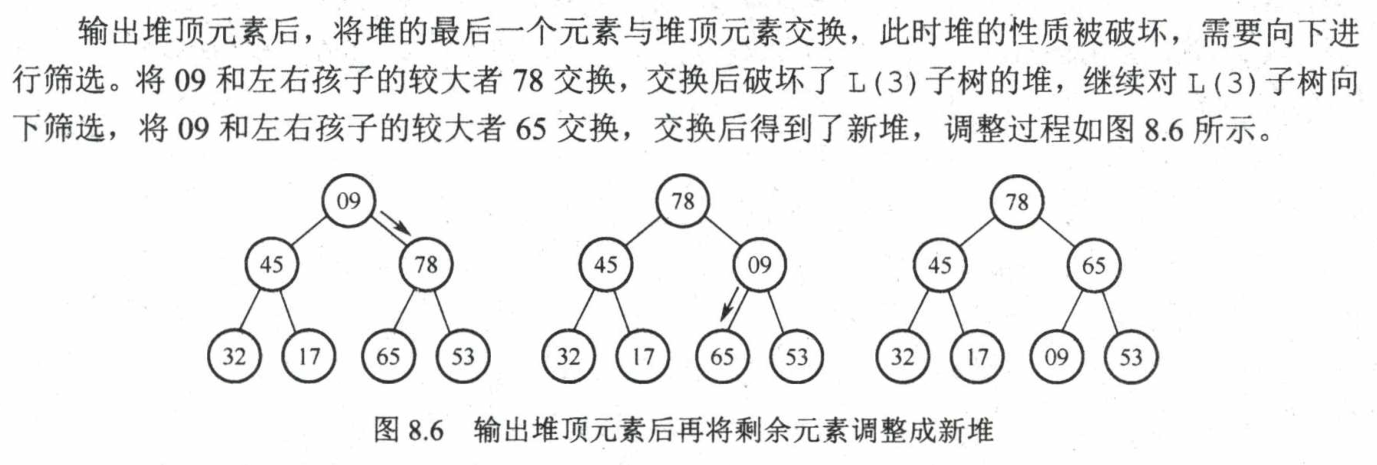 输出堆顶元素后，将堆的最后一个元素与堆顶元素交换，此时堆的性质被破坏，需要向下进
行筛选。将 09 和左右孩子的较大者 78 交换，交换后破坏了 L(3)子树的堆，继续对 L(3)子树向
下筛选，将 09 和左右孩子的较大者 65 交换，交换后得到了新堆，调整过程如图 8.6 所示。
09 78 78
45 78 45 09 45 65
32 17 65 53 32 17 65 53 32 17 09 53
图 8.6 输出堆顶元素后再将剩余元素调整成新堆